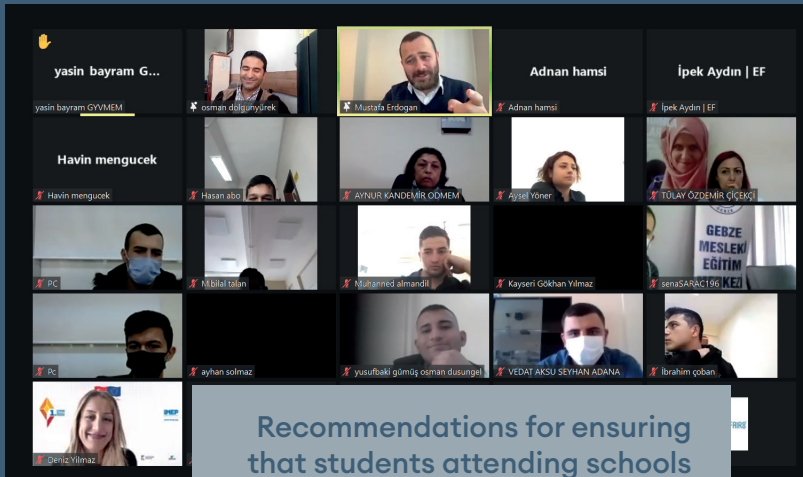 yasin bayram G...
Adnan hamsi
İpek Aydın | EF
yasin bayram GYVMEM
osman dolgunyürek
Mustafa Erdogan
Adnan hamsi
İpek Aydın | EF
Havin mengucek
Havin mengucek
Hasan abo
AYNUR KANDEMİR ODMEM
Aysel Yöner
TÜLAY ÖZDEMİR ÇİÇEKÇİ
GEBZE
MESLEKİ
EĞİTİM
KEZİ
PC
M.bilal talan
Muhanned almandil
Kayseri Gökhan Yılmaz
senaSARAC196
Pc
ayhan solmaz
yusufbaki gümüş osman dusungel
VEDAT AKSU SEYHAN ADANA
İbrahim çoban
IMEP
Deniz Yilmaz
Recommendations for ensuring
that students attending schools